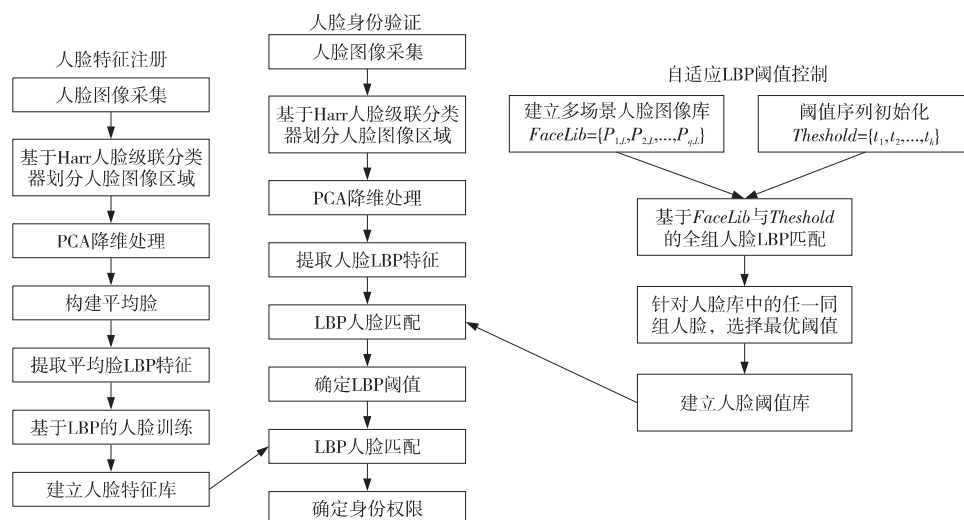 人脸特征注册
人脸图像采集
基于Harr人脸级联分类
器划分人脸图像区域
PCA降维处理
构建平均脸
提取平均脸LBP特征
基于LBP的人脸训练
建立人脸特征库
人脸身份验证
人脸图像采集
基于Harr人脸级联分类
器划分人脸图像区域
PCA降维处理
提取人脸LBP特征
LBP人脸匹配
确定LBP阈值
LBP人脸匹配
确定身份权限
自适应LBP阈值控制
建立多场景人脸图像库
FaceLib={P1,L,P2,L,...,Pq,L}
阈值序列初始化
Theshold={t1,t2,...,tk}
基于FaceLib与Theshold
的全组人脸LBP匹配
针对人脸库中的任一同
组人脸，选择最优阈值
建立人脸阈值库